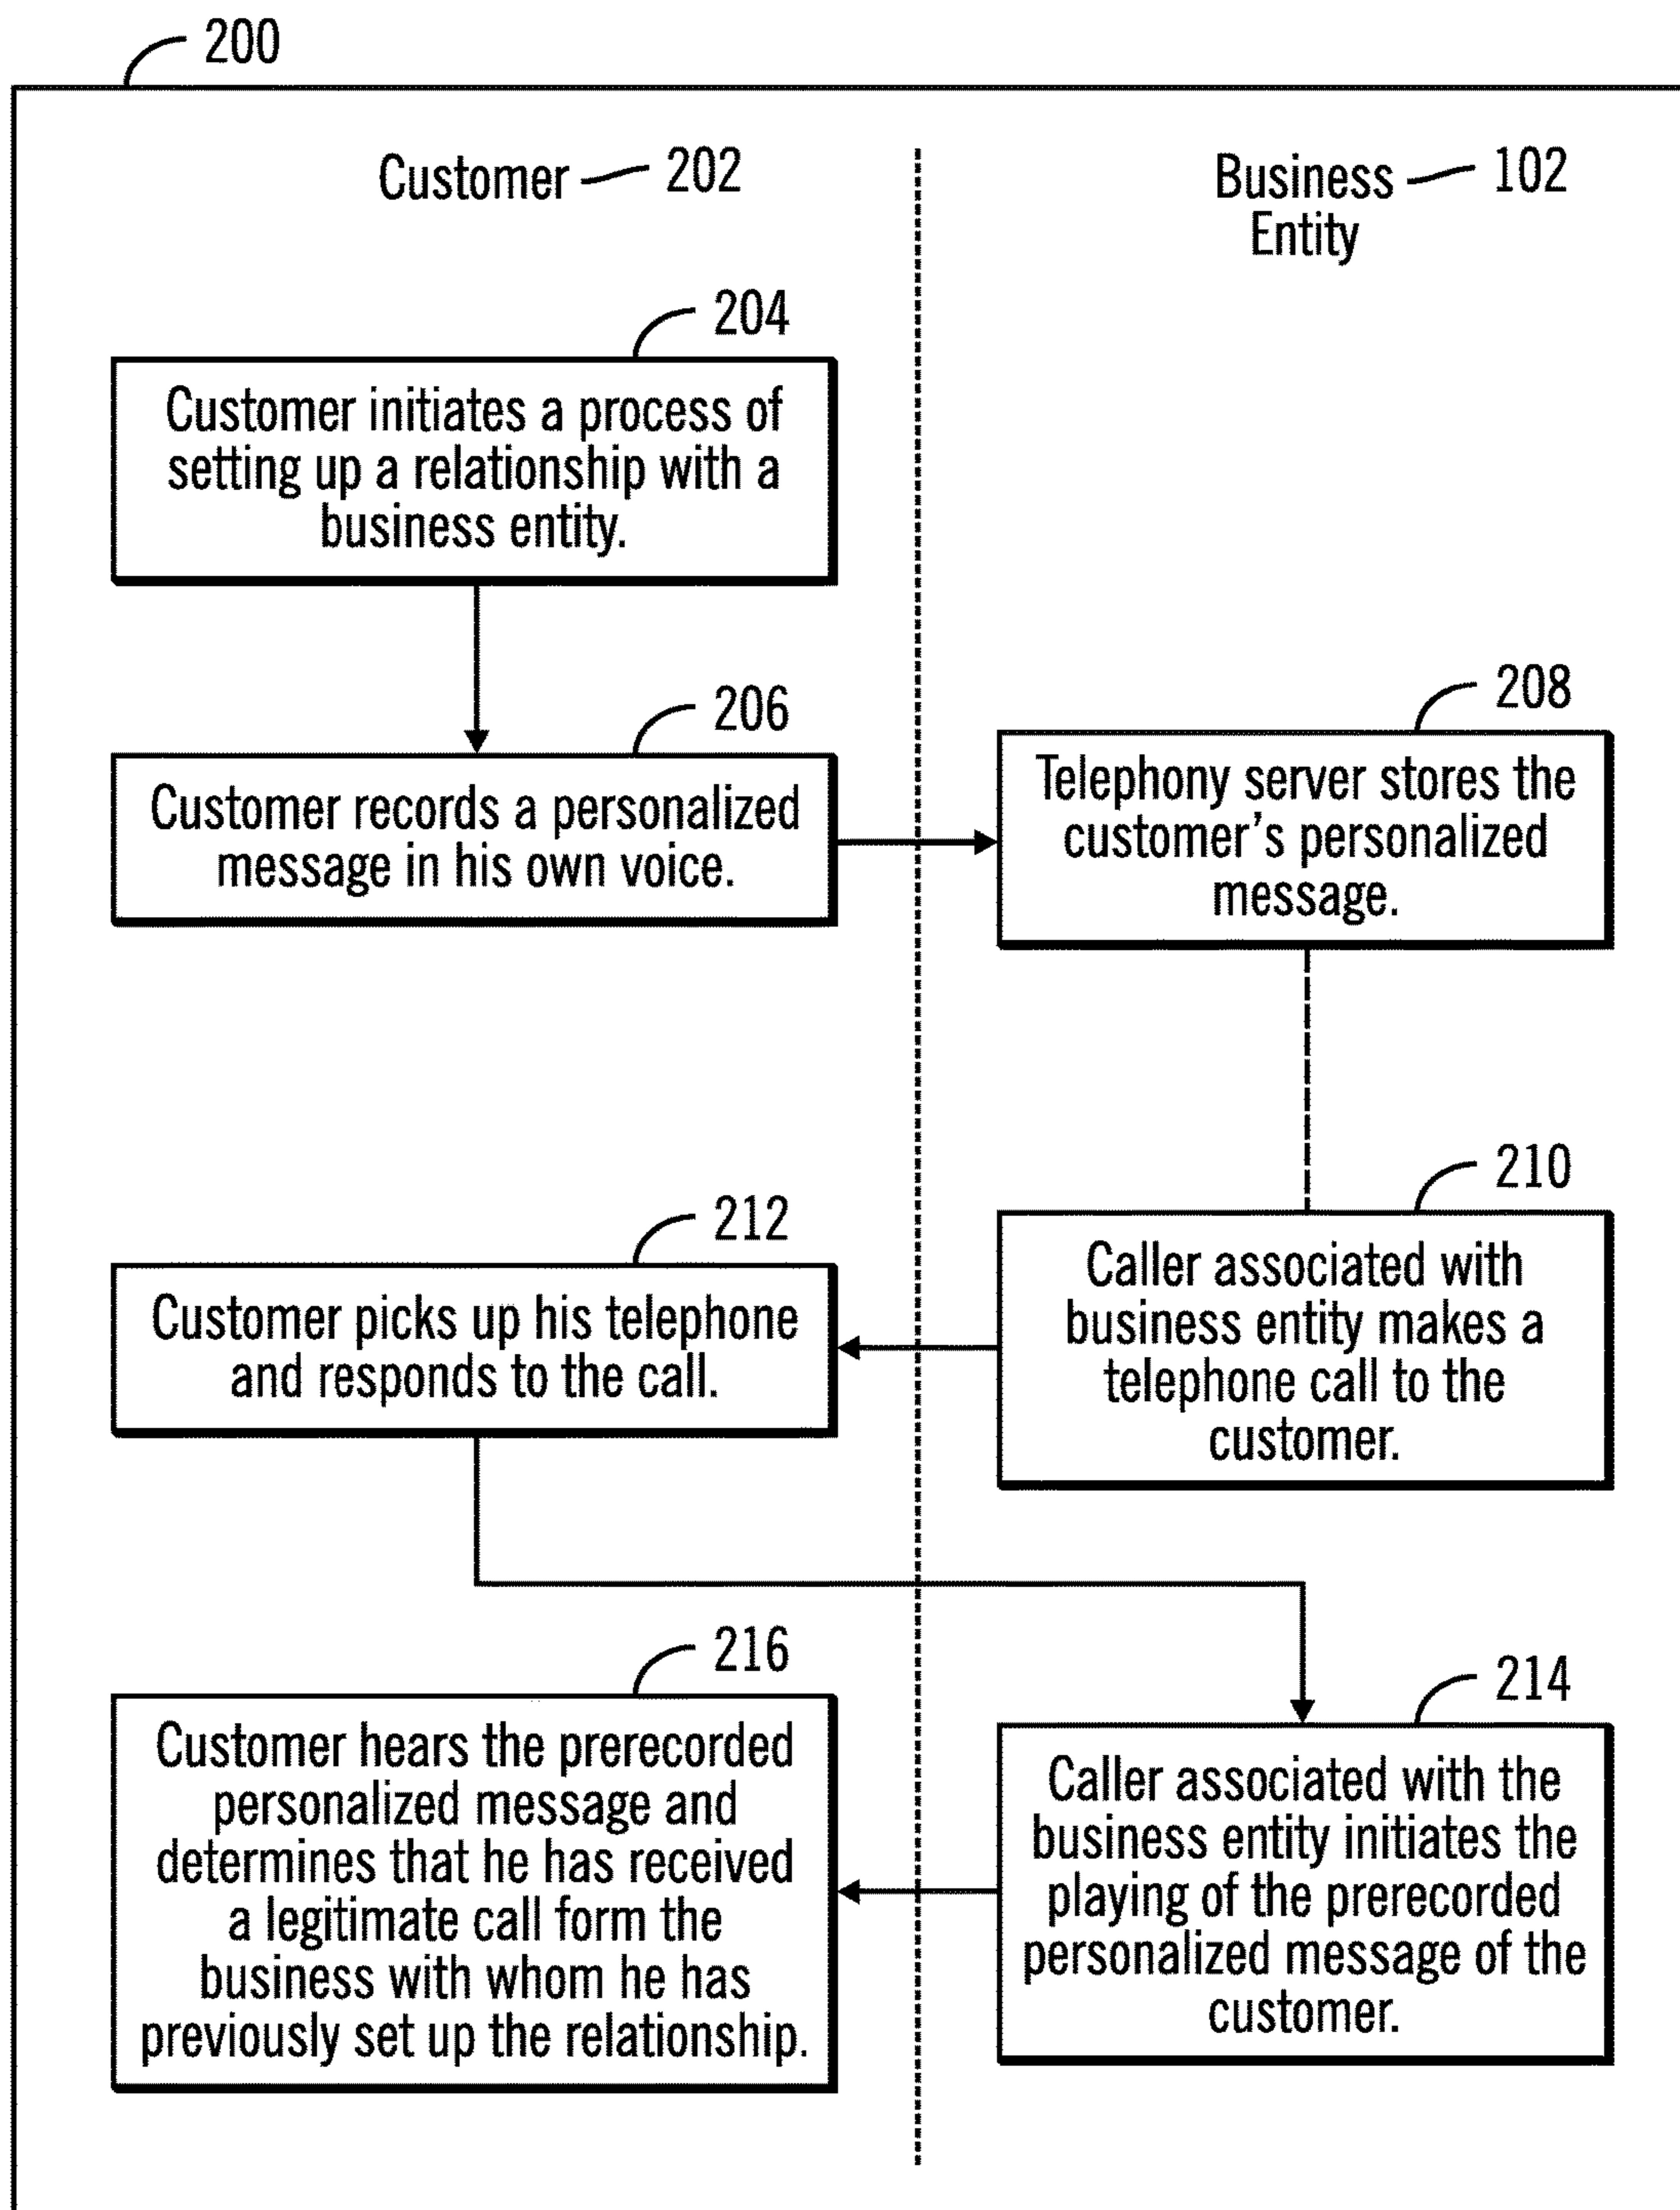 200
Customer 202
Business 102
Entity
204
Customer initiates a process of
setting up a relationship with a
business entity.
206
Customer records a personalized
message in his own voice.
208
Telephony server stores the
customer's personalized
message.
210
Caller associated with
business entity makes a
telephone call to the
customer.
212
Customer picks up his telephone
and responds to the call.
214
Caller associated with the
business entity initiates the
playing of the prerecorded
personalized message of the
customer.
216
Customer hears the prerecorded
personalized message and
determines that he has received
a legitimate call form the
business with whom he has
previously set up the relationship.